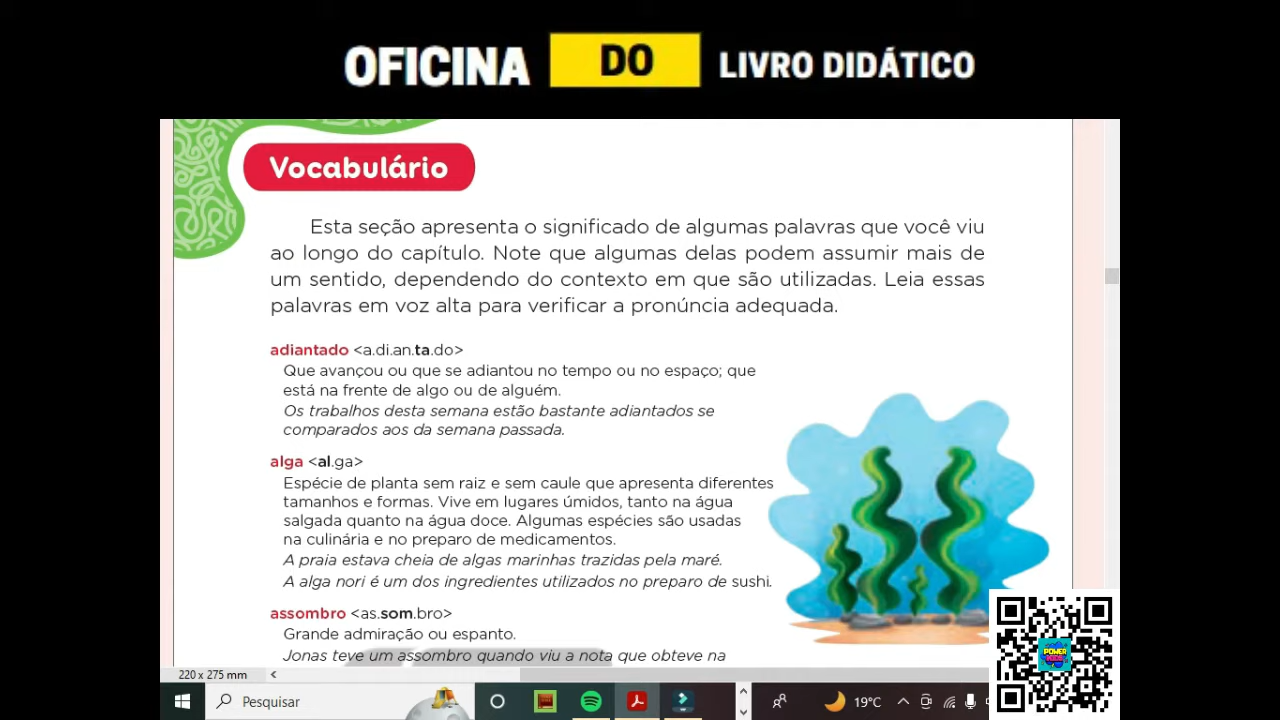 OFICINA DO LIVRO DIDÁTICO
Vocabulário
Esta seção apresenta o significado de algumas palavras que você viu
ao longo do capítulo. Note que algumas delas podem assumir mais de
um sentido, dependendo do contexto em que são utilizadas. Leia essas
palavras em voz alta para verificar a pronúncia adequada.
adiantado <a.di.an.ta.do>
Que avançou ou que se adiantou no tempo ou no espaço; que
está na frente de algo ou de alguém.
Os trabalhos desta semana estão bastante adiantados se
comparados aos da semana passada.
alga <al.ga>
Espécie de planta sem raiz e sem caule que apresenta diferentes
tamanhos e formas. Vive em lugares úmidos, tanto na água
salgada quanto na água doce. Algumas espécies são usadas
na culinária e no preparo de medicamentos.
A praia estava cheia de algas marinhas trazidas pela maré.
A alga nori é um dos ingredientes utilizados no preparo de sushi.
assombro <as.som.bro>
Grande admiração ou espanto.
Jonas teve um assombro quando viu a nota que obteve na
220 x 275 mm <
POWER
KIDS
Pesquisar
19°C